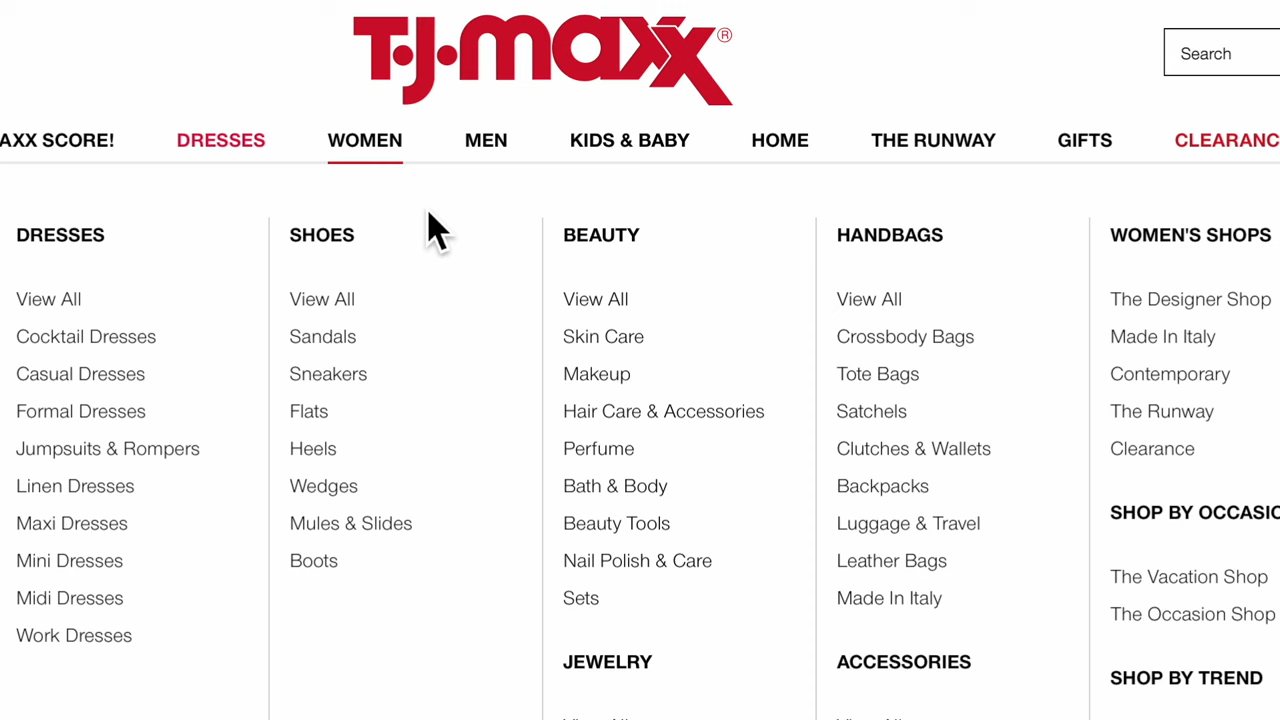 T·J·maxx®
Search
AXX SCORE!
DRESSES
WOMEN
MEN
KIDS & BABY
HOME
THE RUNWAY
GIFTS
CLEARANC
DRESSES
View All
Cocktail Dresses
Casual Dresses
Formal Dresses
Jumpsuits & Rompers
Linen Dresses
Maxi Dresses
Mini Dresses
Midi Dresses
Work Dresses
SHOES
View All
Sandals
Sneakers
Flats
Heels
Wedges
Mules & Slides
Boots
BEAUTY
View All
Skin Care
Makeup
Hair Care & Accessories
Perfume
Bath & Body
Beauty Tools
Nail Polish & Care
Sets
JEWELRY
HANDBAGS
View All
Crossbody Bags
Tote Bags
Satchels
Clutches & Wallets
Backpacks
Luggage & Travel
Leather Bags
Made In Italy
ACCESSORIES
WOMEN'S SHOPS
The Designer Shop
Made In Italy
Contemporary
The Runway
Clearance
SHOP BY OCCASIO
The Vacation Shop
The Occasion Shop
SHOP BY TREND